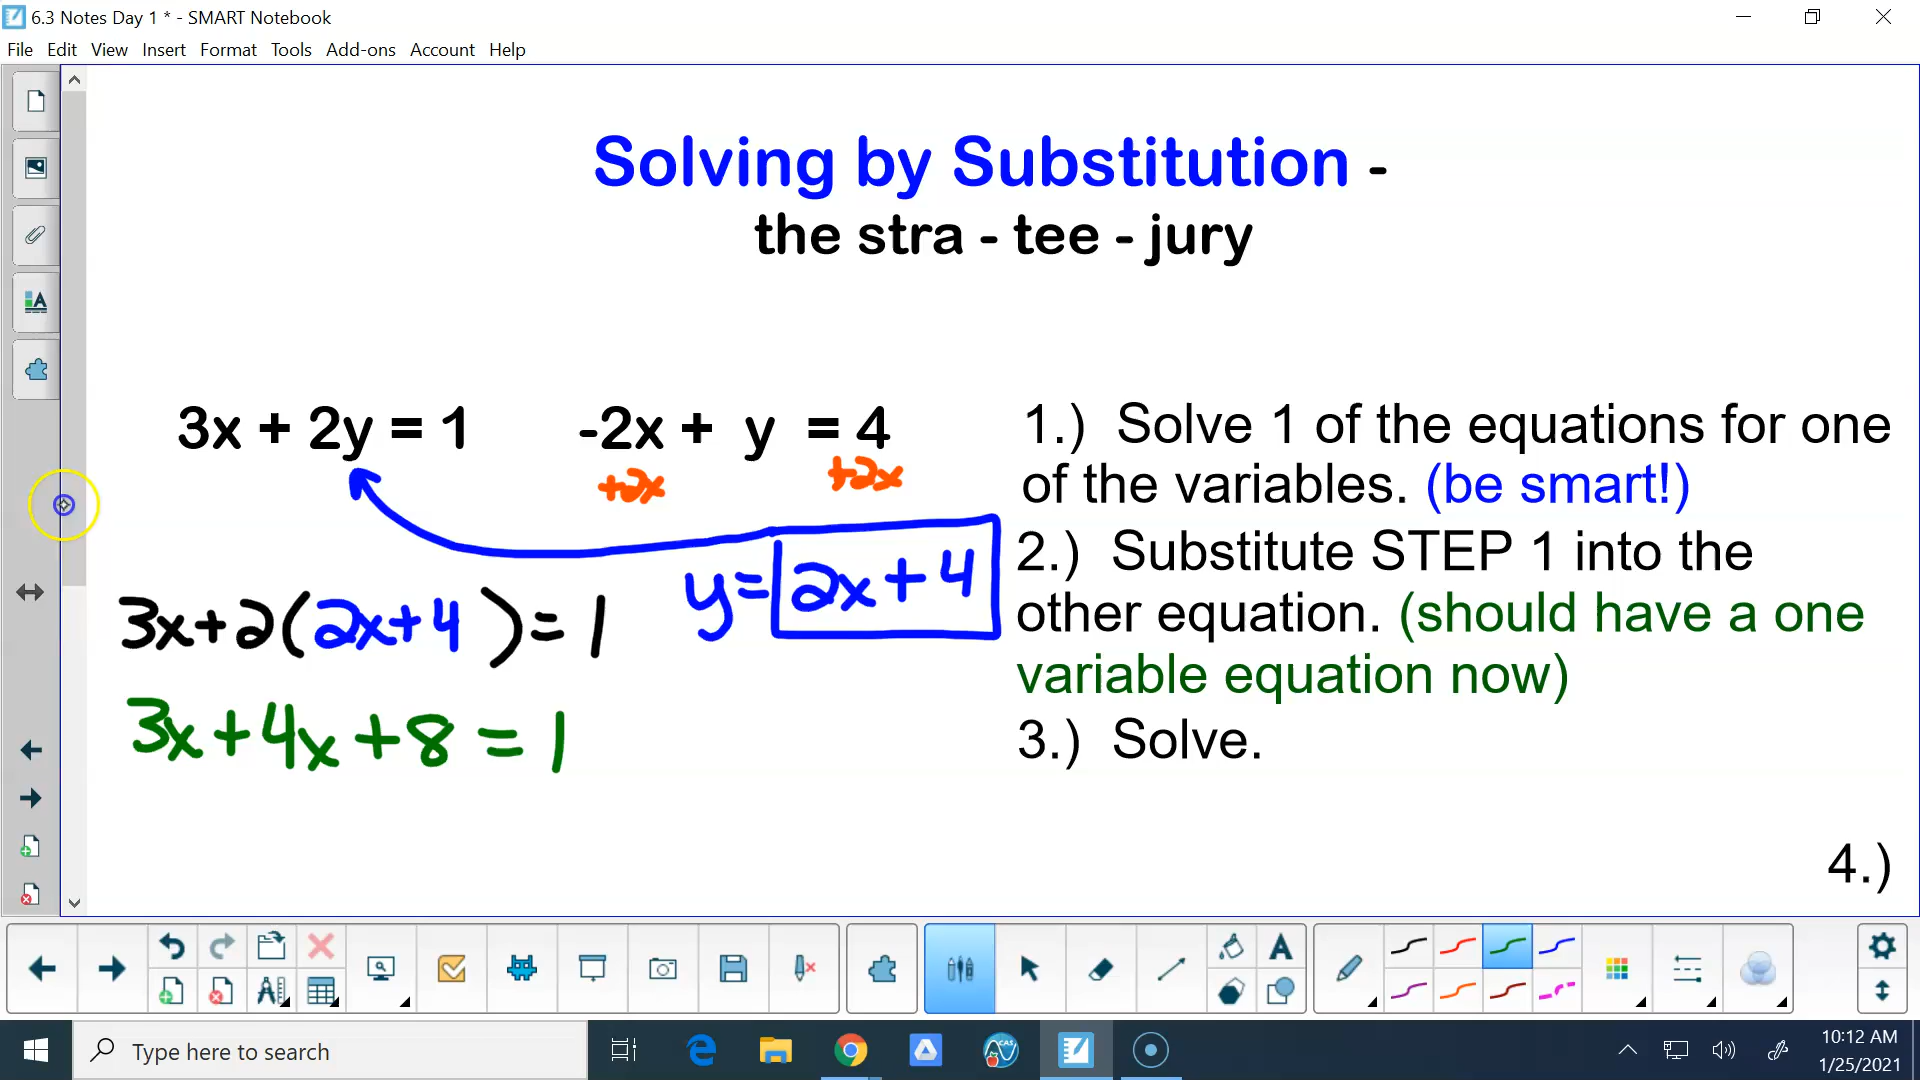 6.3 Notes Day 1 * - SMART Notebook
File Edit View Insert Format Tools Add-ons Account Help
Solving by Substitution -
the stra - tee - jury
3x + 2y = 1
-2x + y = 4
+2x +2x
y = 2x+4
3x+2(2x+4)=1
3x+4x+8=1
1.) Solve 1 of the equations for one
of the variables. (be smart!)
2.) Substitute STEP 1 into the
other equation. (should have a one
variable equation now)
3.) Solve.
4.)
Type here to search
10:12 AM
1/25/2021